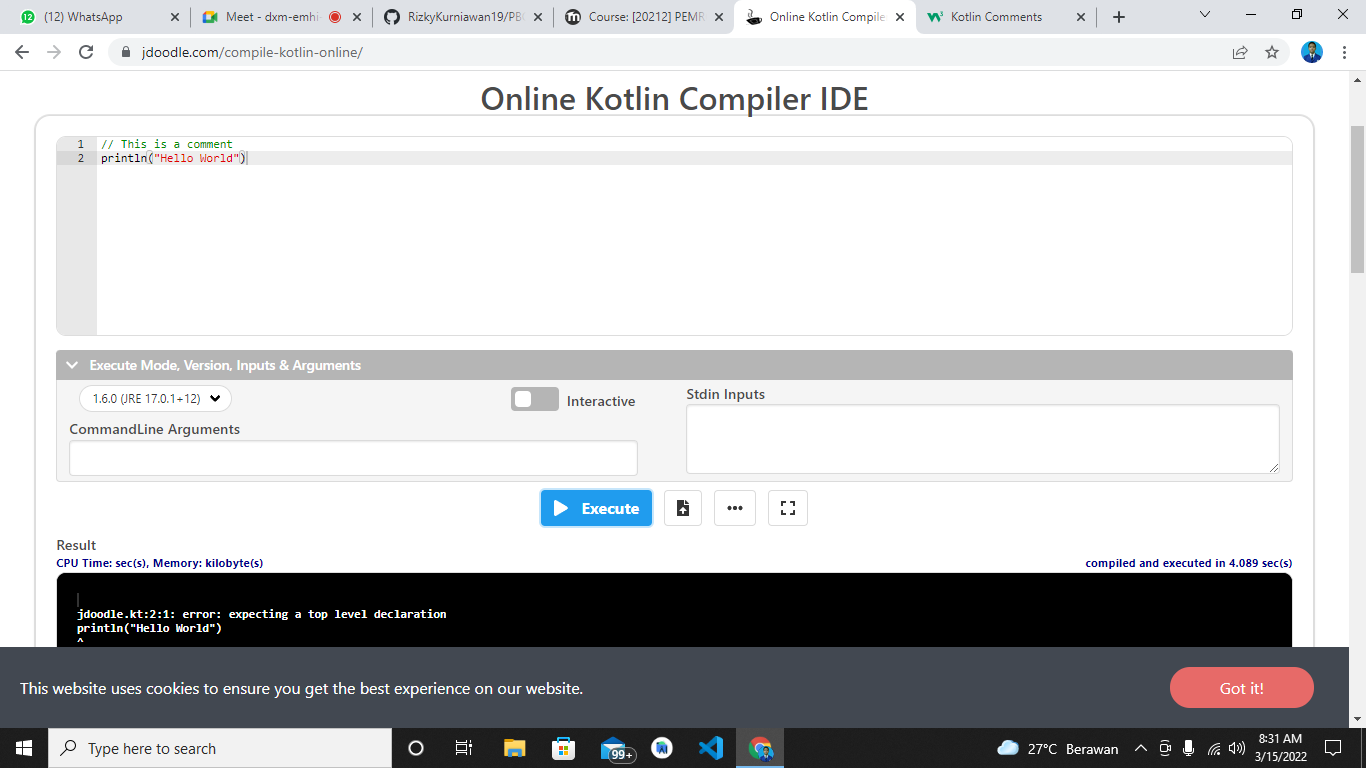 (12) WhatsApp
Meet - dxm-emhi-
RizkyKurniawan19/PBO
Course: [20212] PEMR
Online Kotlin Compile
Kotlin Comments
jdoodle.com/compile-kotlin-online/
Online Kotlin Compiler IDE
1 // This is a comment
2 println("Hello World")
Execute Mode, Version, Inputs & Arguments
1.6.0 (JRE 17.0.1+12)
Interactive
Stdin Inputs
CommandLine Arguments
Execute
Result
CPU Time: sec(s), Memory: kilobyte(s)
compiled and executed in 4.089 sec(s)
jdoodle.kt:2:1: error: expecting a top level declaration
println("Hello World")
^
This website uses cookies to ensure you get the best experience on our website.
Got it!
Type here to search
99+
27°C Berawan
8:31 AM
3/15/2022